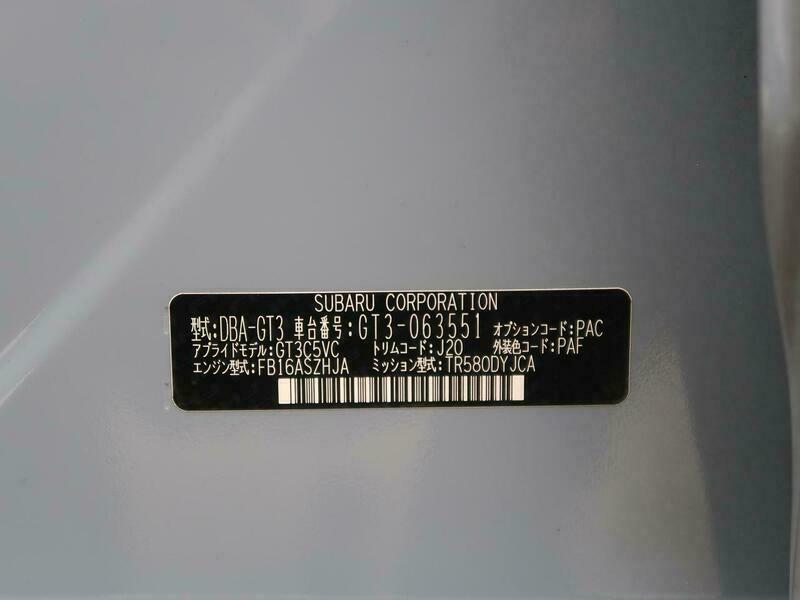 SUBARU CORPORATION
型式:DBA-GT3 車台番号:GT3-063551 オプションコード:PAC
アプライドモデル:GT3C5VC トリムコード:J20 外装色コード:PAF
エンジン型式:FB16ASZHJA ミッション型式:TR580DYJCA